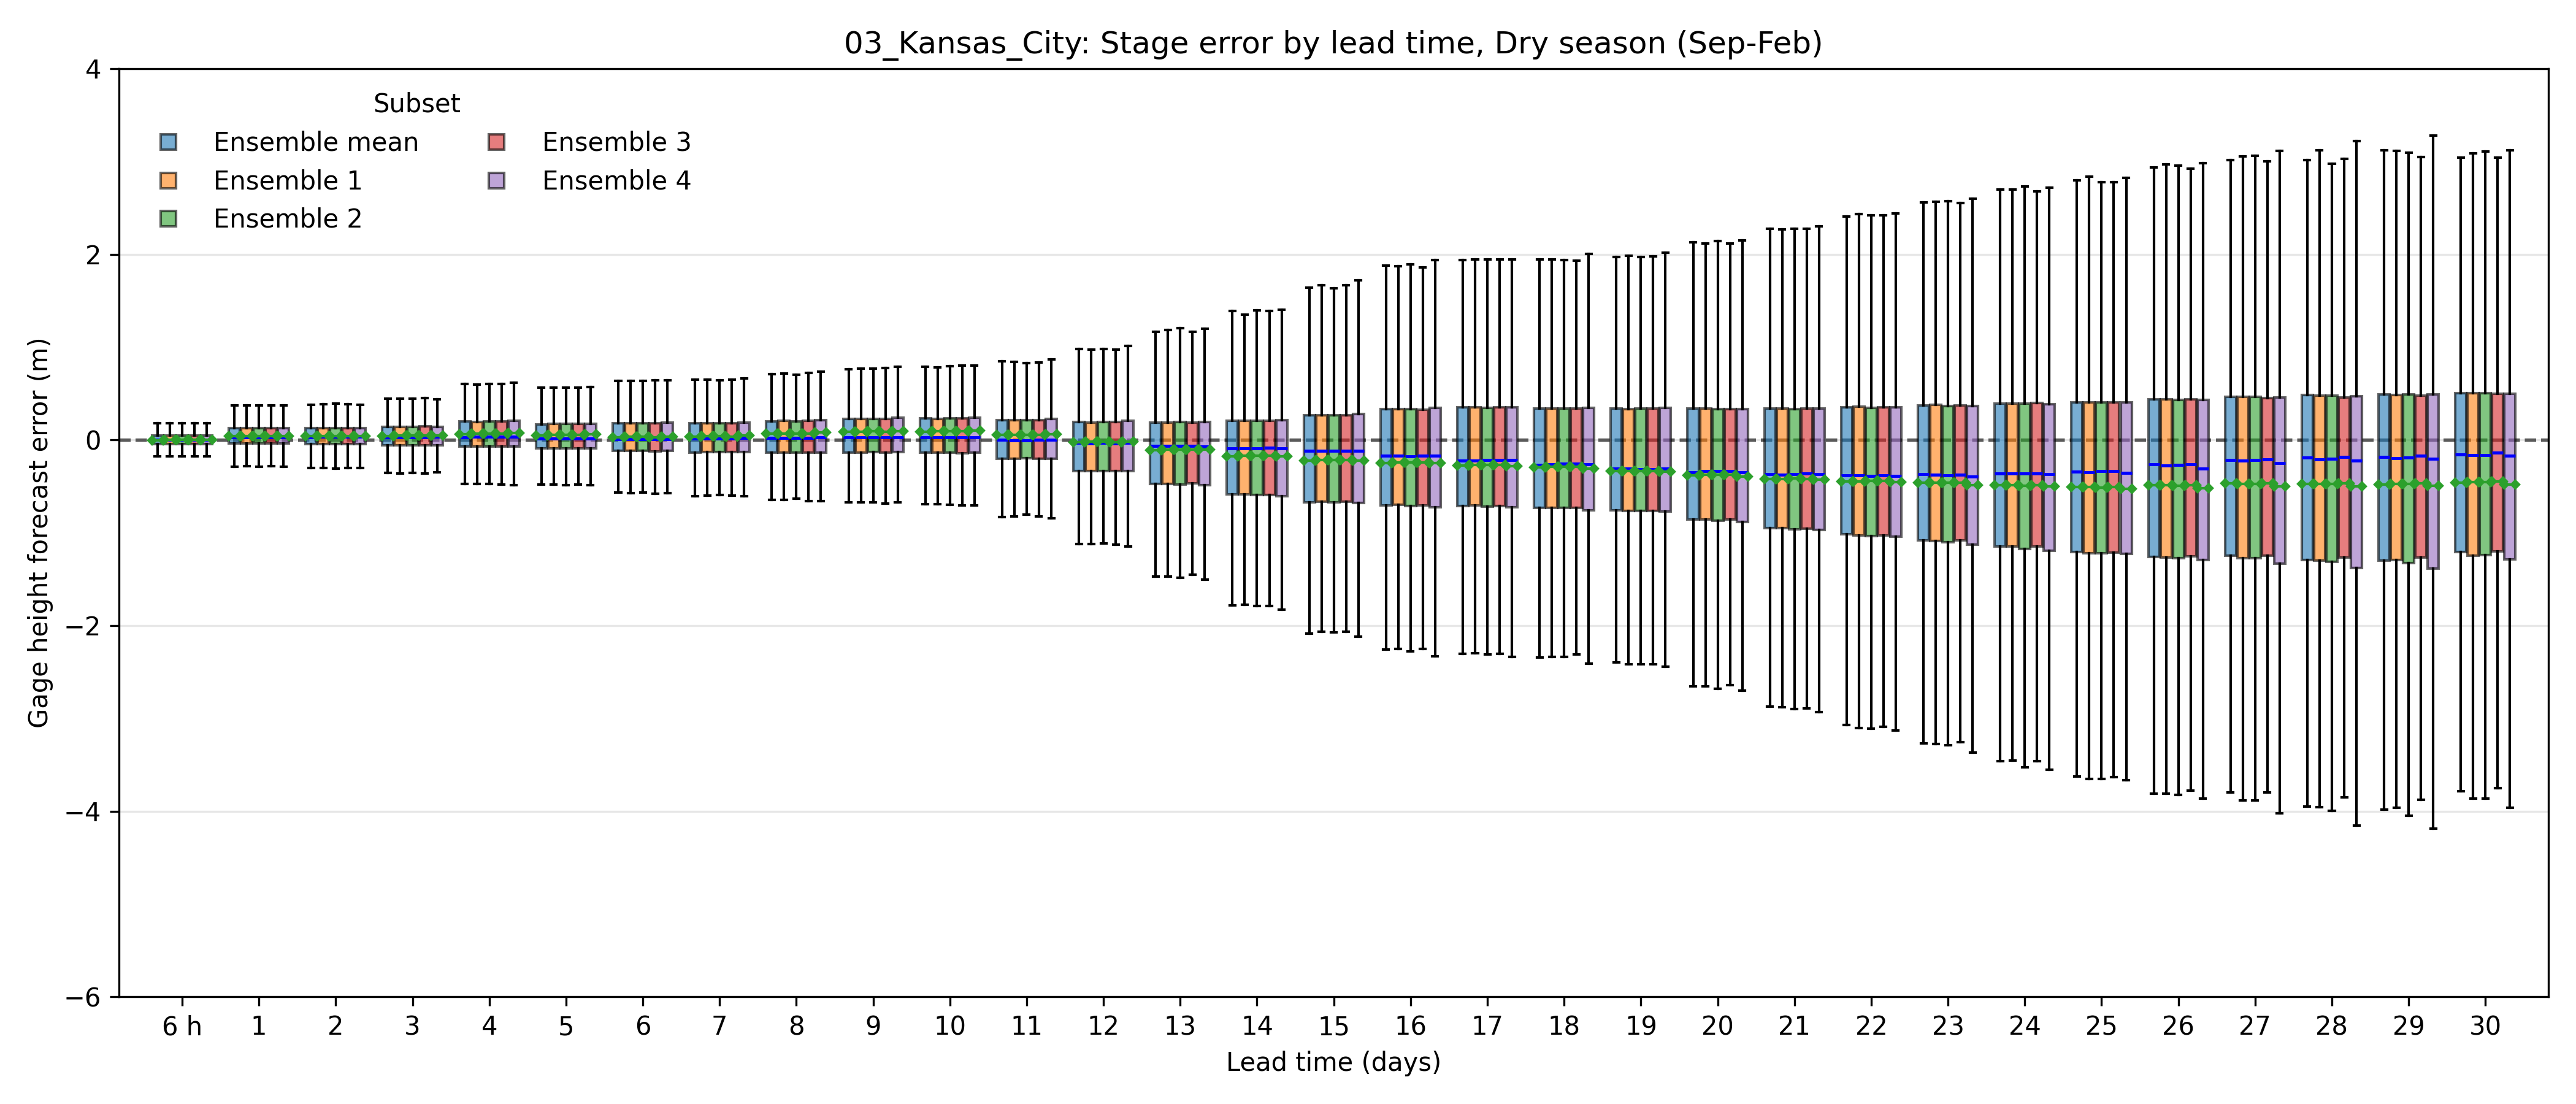 03_Kansas_City: Stage error by lead time, Dry season (Sep-Feb)
Gage height forecast error (m)
4
2
0
−2
−4
−6
Subset
Ensemble mean
Ensemble 1
Ensemble 2
Ensemble 3
Ensemble 4
6 h 1 2 3 4 5 6 7 8 9 10 11 12 13 14 15 16 17 18 19 20 21 22 23 24 25 26 27 28 29 30
Lead time (days)